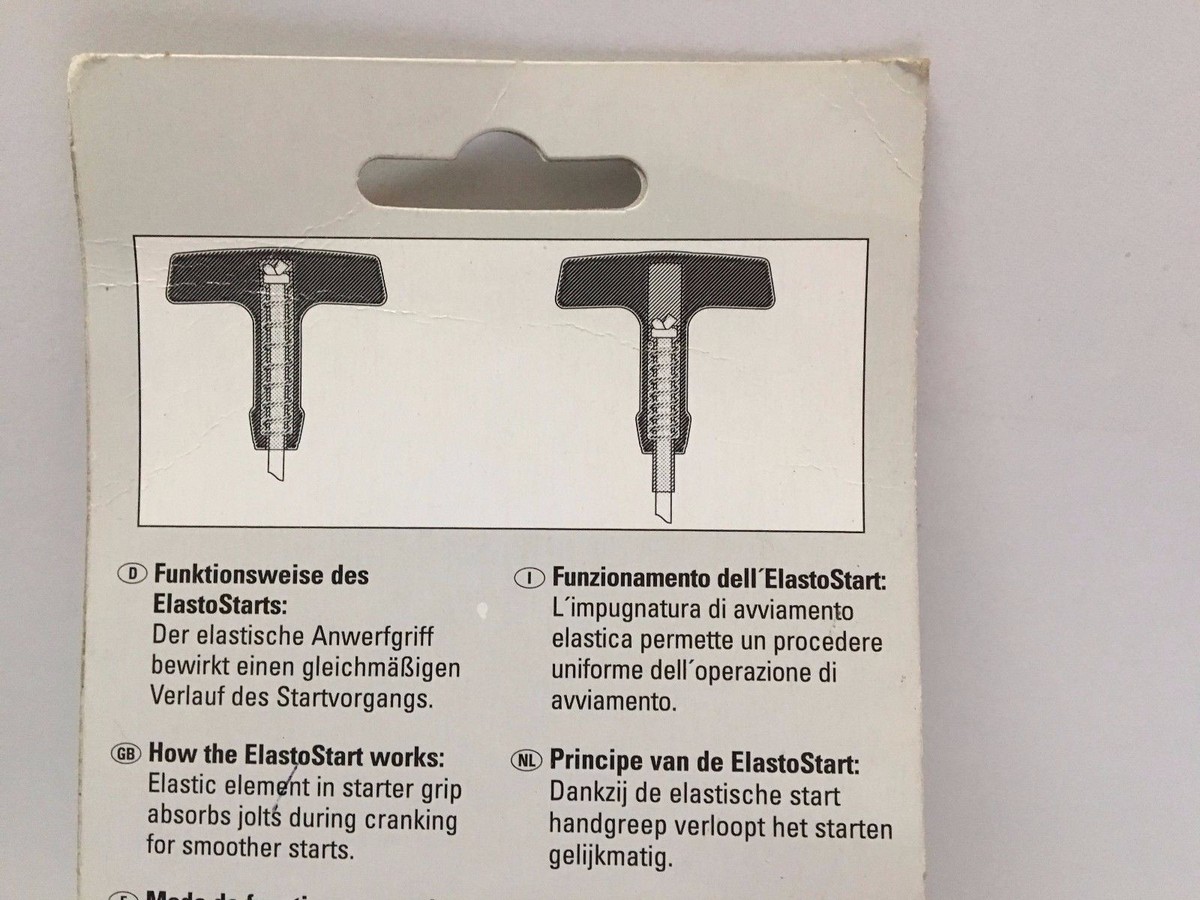 D Funktionsweise des
ElastoStarts:
Der elastische Anwerfgriff
bewirkt einen gleichmäßigen
Verlauf des Startvorgangs.
GB How the ElastoStart works:
Elastic element in starter grip
absorbs jolts during cranking
for smoother starts.
I Funzionamento dell´ElastoStart:
L´impugnatura di avviamento
elastica permette un procedere
uniforme dell´operazione di
avviamento.
NL Principe van de ElastoStart:
Dankzij de elastische start
handgreep verloopt het starten
gelijkmatig.